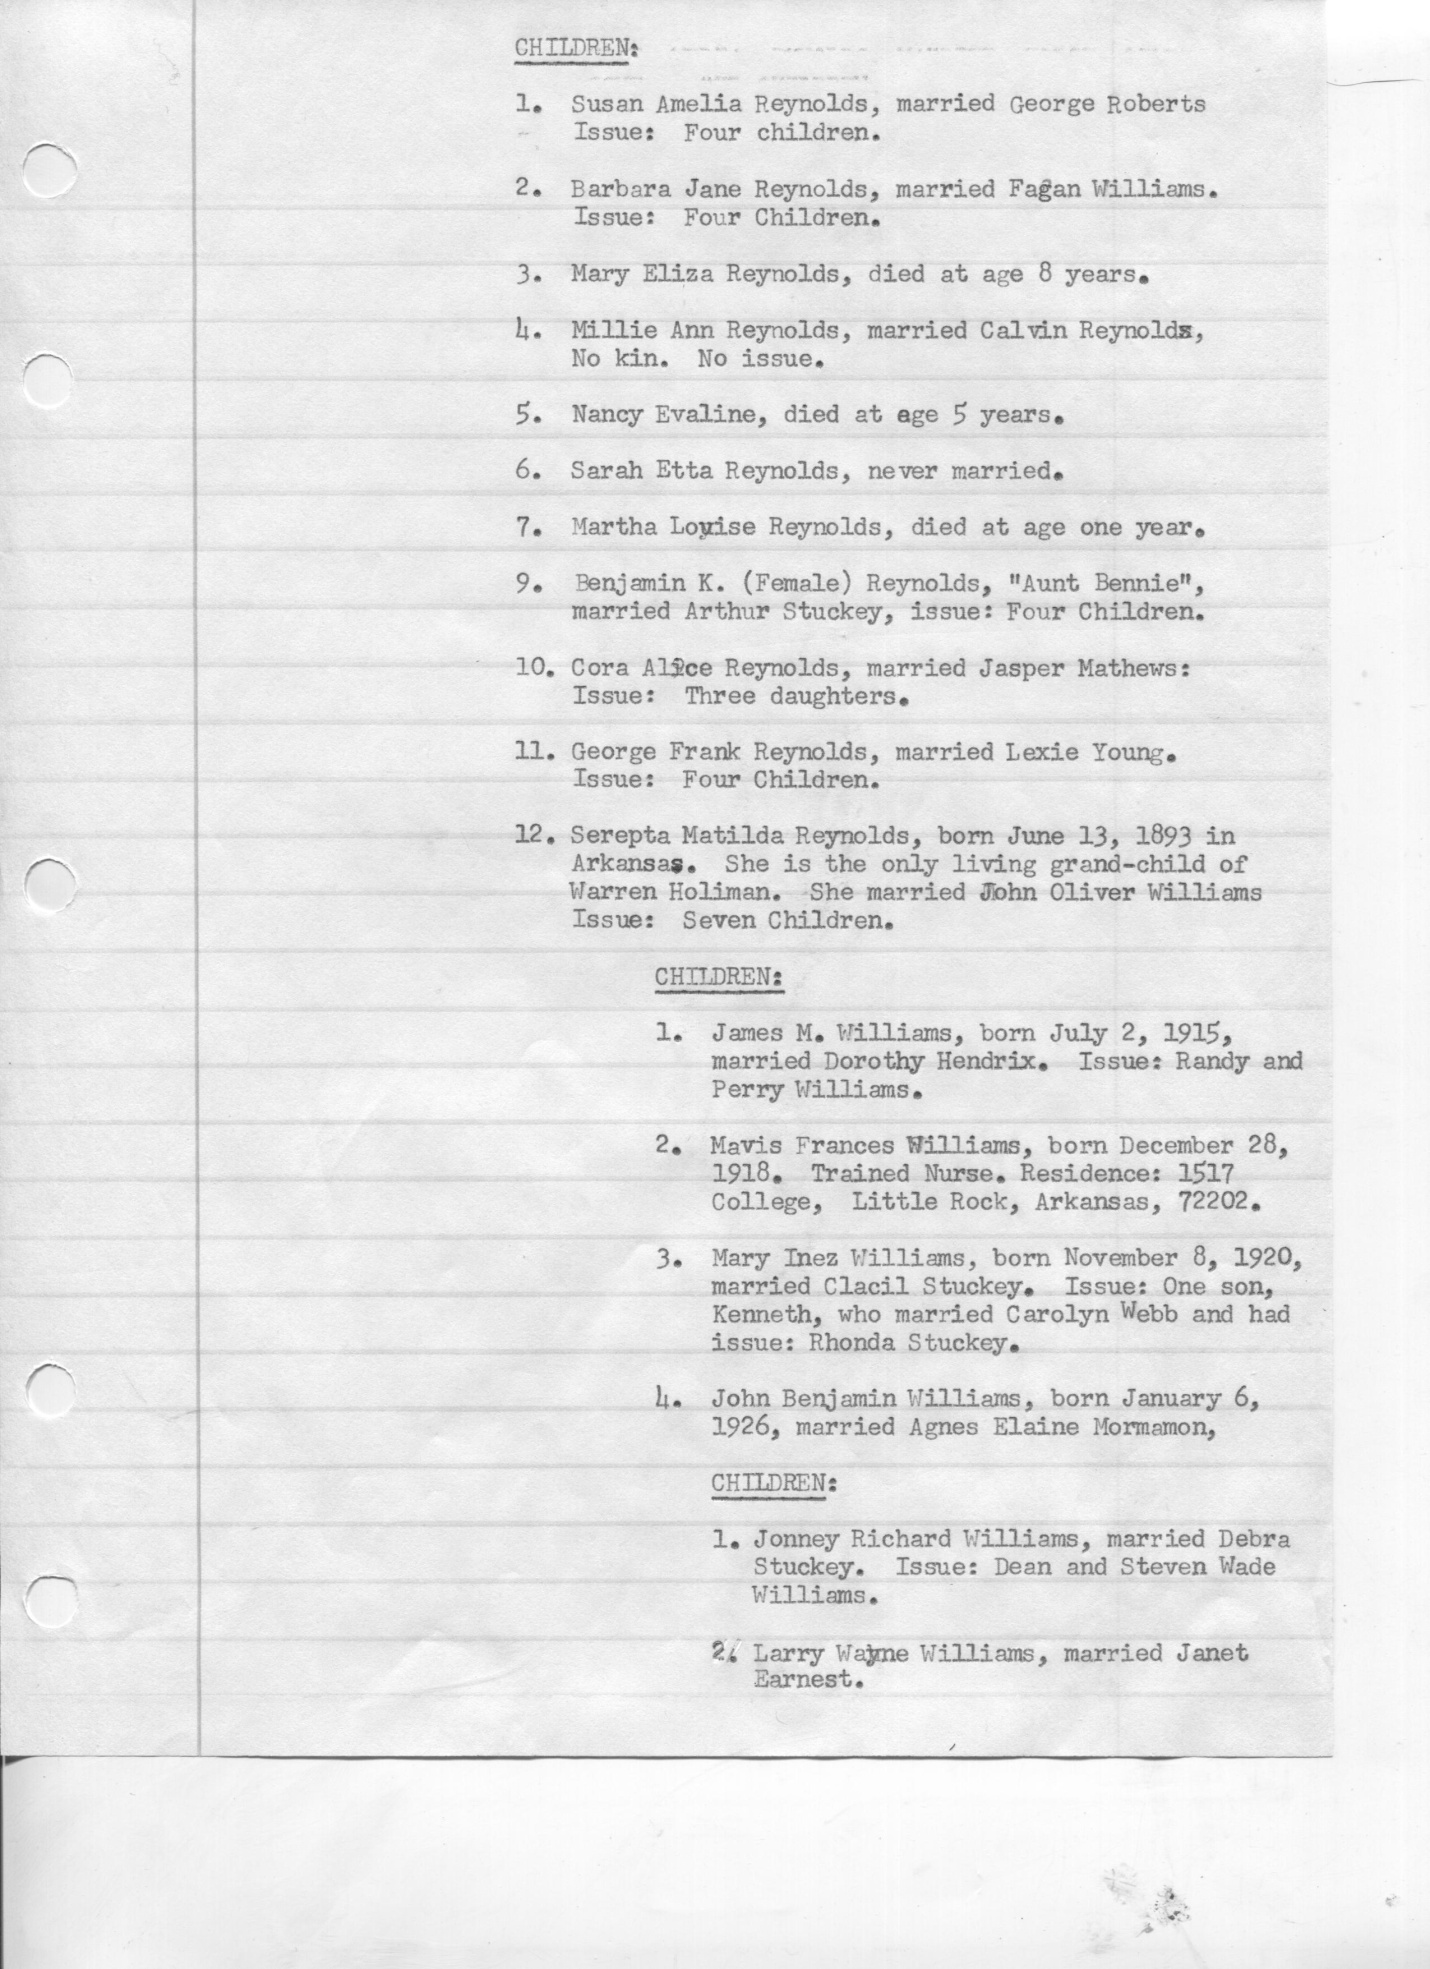 CHILDREN:
1. Susan Amelia Reynolds, married George Roberts
Issue: Four children.
2. Barbara Jane Reynolds, married Fagan Williams.
Issue: Four Children.
3. Mary Eliza Reynolds, died at age 8 years.
4. Millie Ann Reynolds, married Calvin Reynolds,
No kin. No issue.
5. Nancy Evaline, died at age 5 years.
6. Sarah Etta Reynolds, never married.
7. Martha Louise Reynolds, died at age one year.
9. Benjamin K. (Female) Reynolds, "Aunt Bennie",
married Arthur Stuckey, issue: Four Children.
10. Cora Alice Reynolds, married Jasper Mathews:
Issue: Three daughters.
11. George Frank Reynolds, married Lexie Young.
Issue: Four Children.
12. Serepta Matilda Reynolds, born June 13, 1893 in
Arkansas. She is the only living grand-child of
Warren Holiman. She married John Oliver Williams
Issue: Seven Children.
CHILDREN:
1. James M. Williams, born July 2, 1915,
married Dorothy Hendrix. Issue: Randy and
Perry Williams.
2. Mavis Frances Williams, born December 28,
1918. Trained Nurse. Residence: 1517
College, Little Rock, Arkansas, 72202.
3. Mary Inez Williams, born November 8, 1920,
married Clacil Stuckey. Issue: One son,
Kenneth, who married Carolyn Webb and had
issue: Rhonda Stuckey.
4. John Benjamin Williams, born January 6,
1926, married Agnes Elaine Mormamon,
CHILDREN:
1. Jonney Richard Williams, married Debra
Stuckey. Issue: Dean and Steven Wade
Williams.
2. Larry Wayne Williams, married Janet
Earnest.